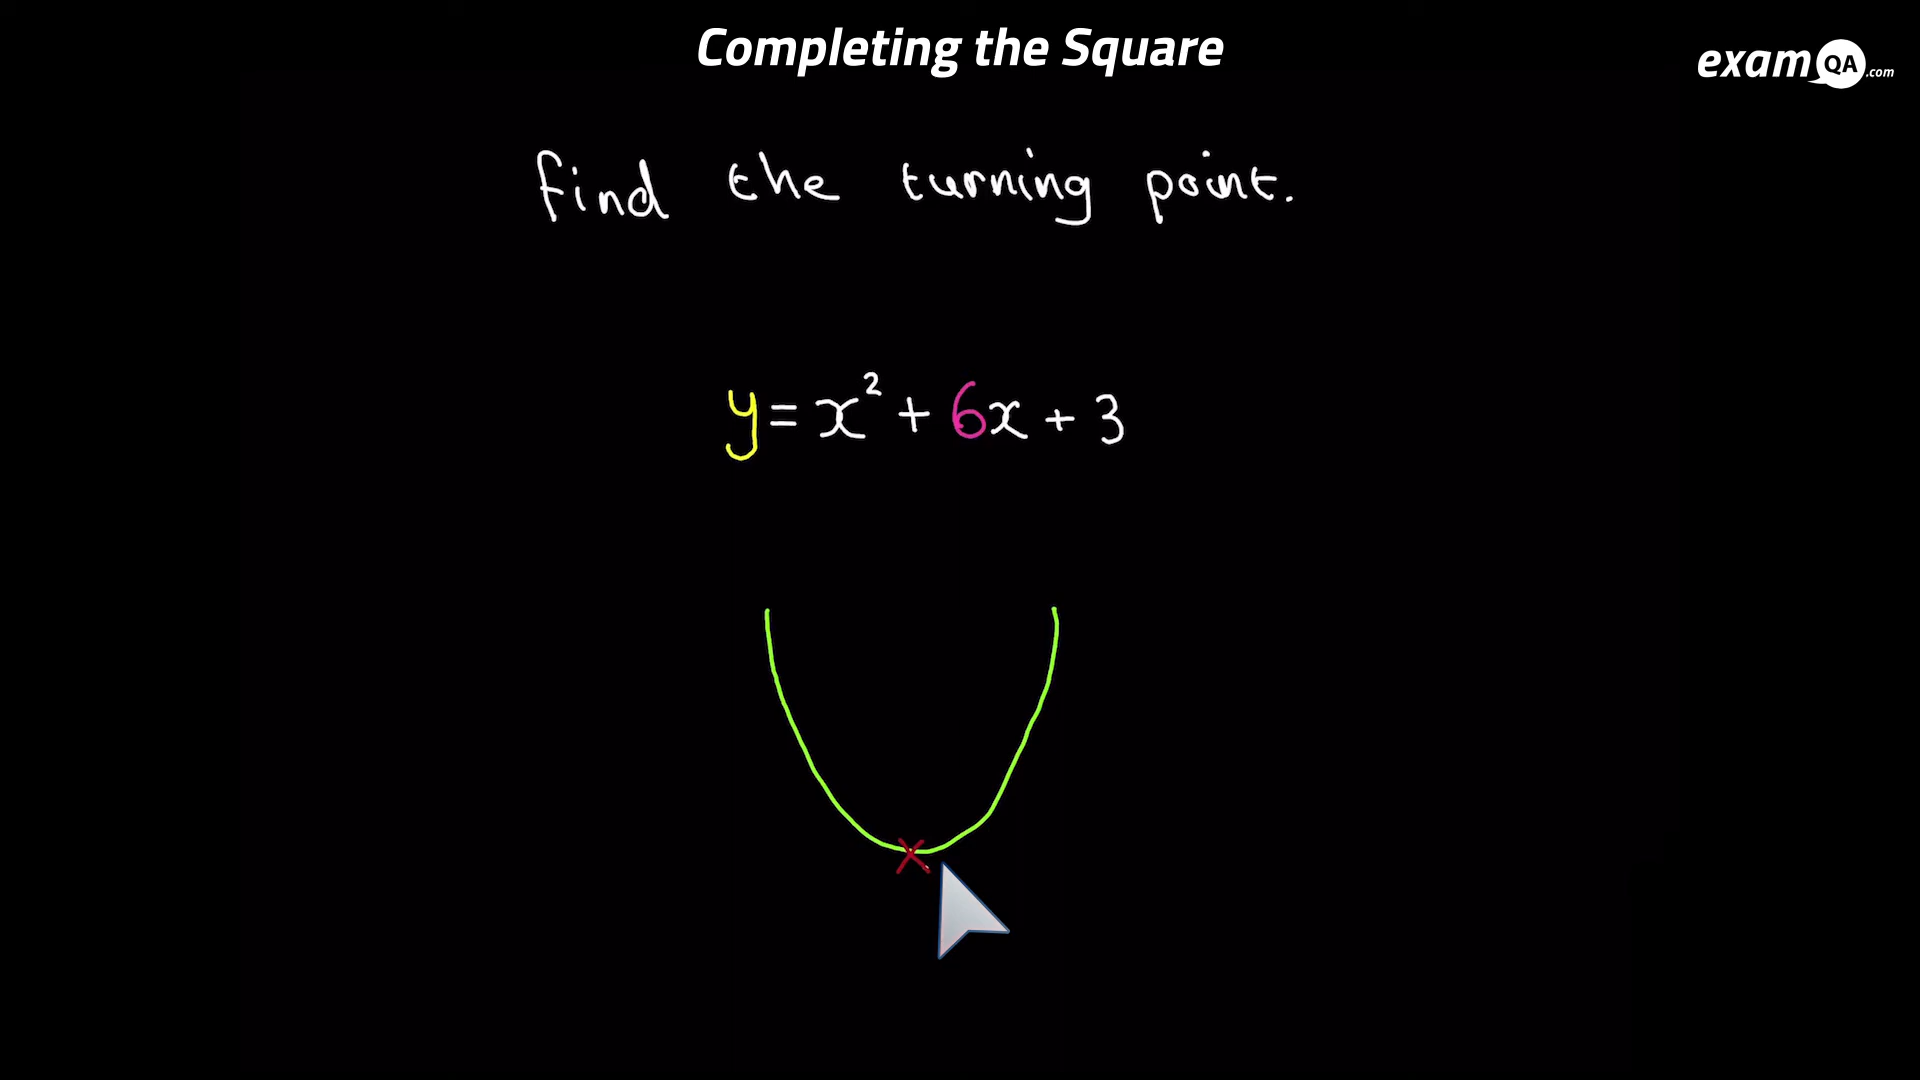 Completing the Square
examQA.com
find the turning point.
y = x² + 6x + 3